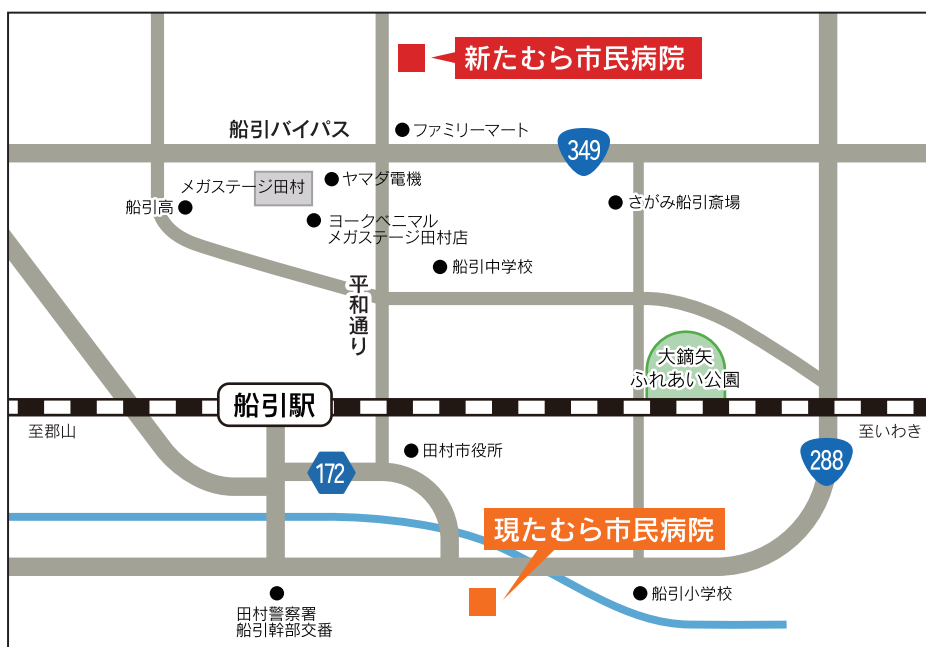 新たむら市民病院
船引バイパス
ファミリーマート
349
メガステージ田村
ヤマダ電機
船引高
さがみ船引斎場
ヨークベニマル
メガステージ田村店
船引中学校
平和通り
大鏑矢
ふれあい公園
船引駅
至郡山
至いわき
田村市役所
172
288
現たむら市民病院
田村警察署
船引幹部交番
船引小学校